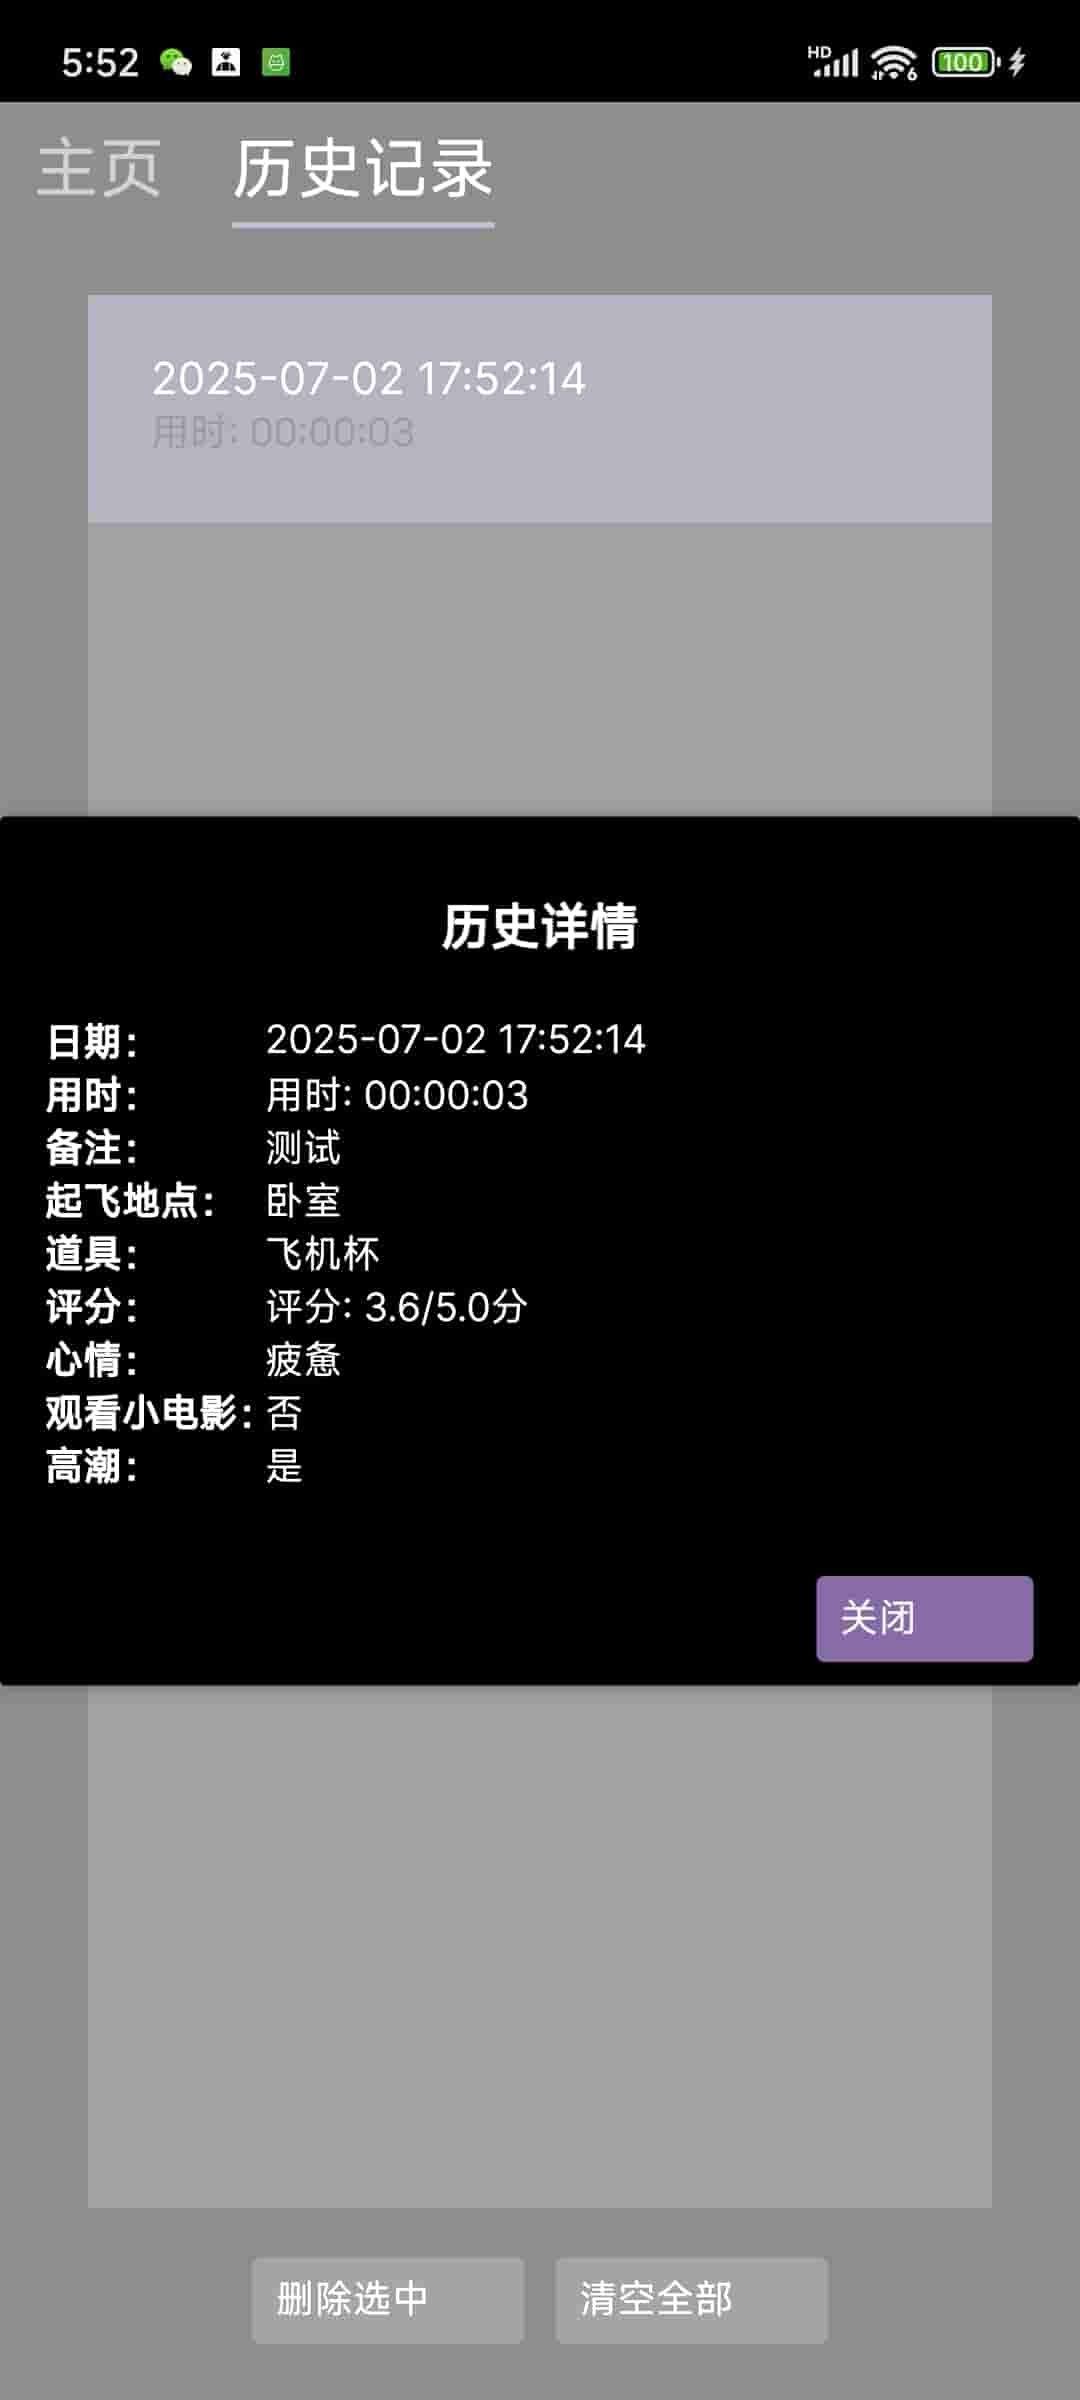 5:52
HD
6
100
主页 历史记录
2025-07-02 17:52:14
用时: 00:00:03
历史详情
日期: 2025-07-02 17:52:14
用时: 用时: 00:00:03
备注: 测试
起飞地点: 卧室
道具: 飞机杯
评分: 评分: 3.6/5.0分
心情: 疲惫
观看小电影: 否
高潮: 是
关闭
删除选中 清空全部